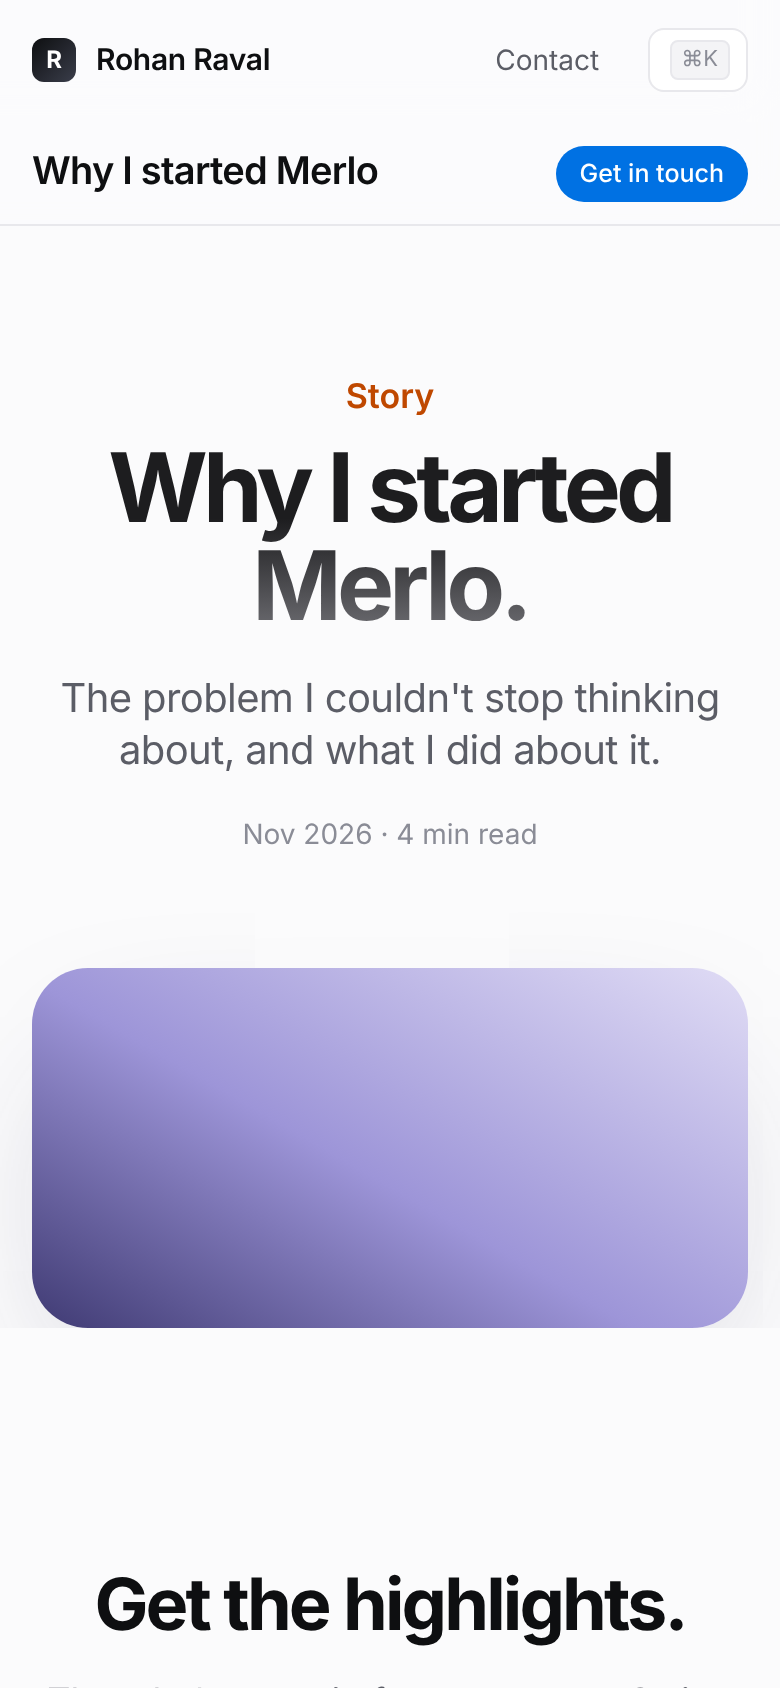 R Rohan Raval Contact ⌘K
Why I started Merlo Get in touch
Story
Why I started
Merlo.
The problem I couldn't stop thinking
about, and what I did about it.
Nov 2026 · 4 min read
Get the highlights.